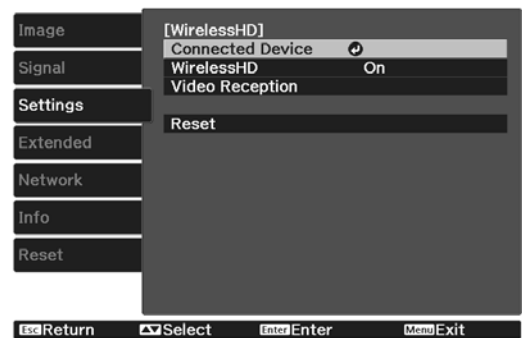 Image
Signal
Settings
Extended
Network
Info
Reset
[WirelessHD]
Connected Device
WirelessHD On
Video Reception
Reset
Esc Return Select Enter Enter Menu Exit